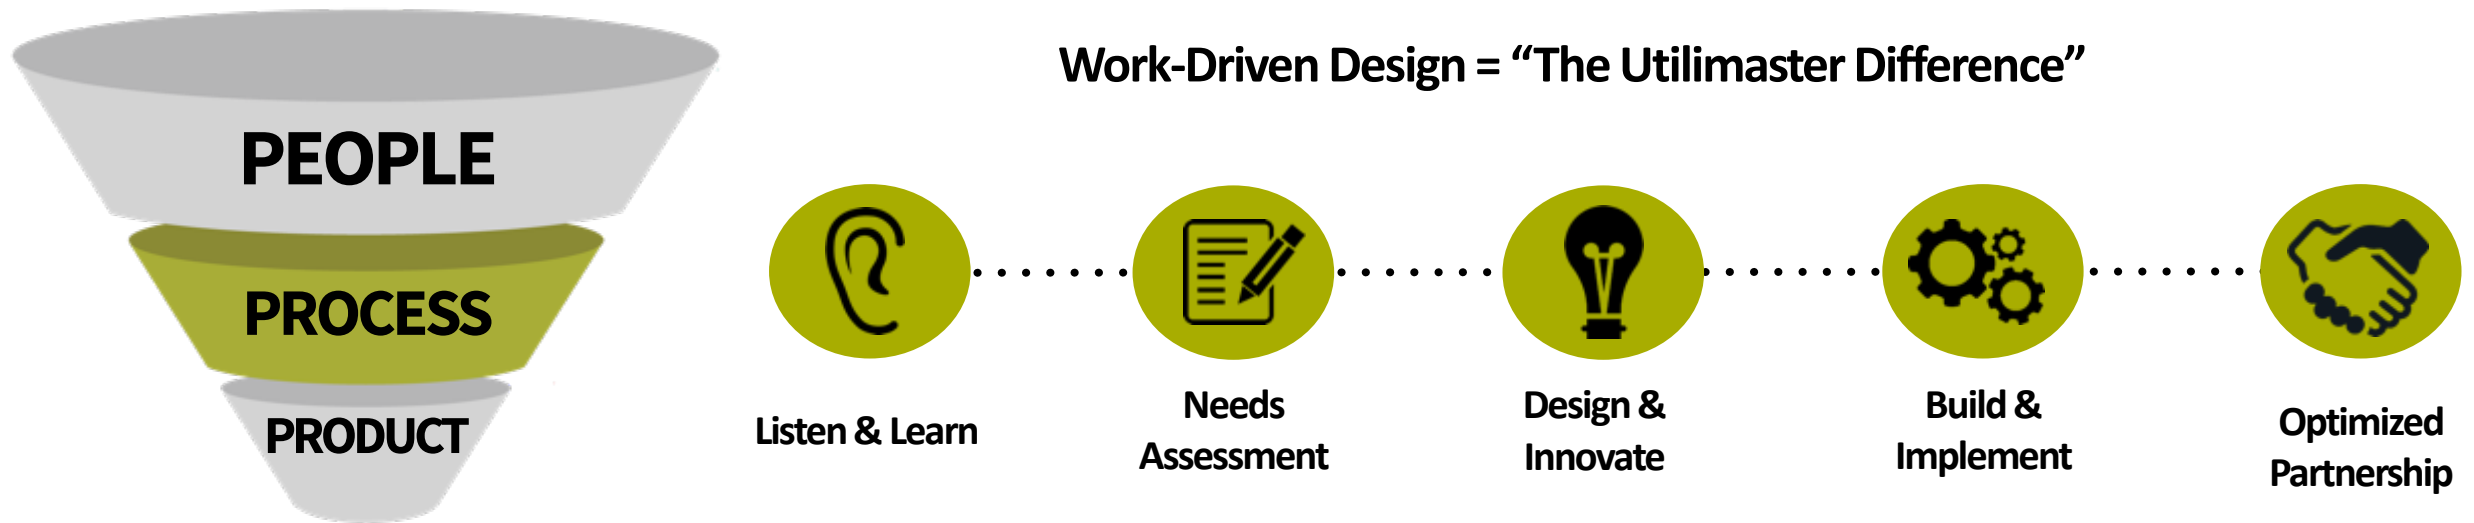 PEOPLE
PROCESS
PRODUCT
Work-Driven Design = “The Utilimaster Difference”
Listen & Learn
Needs
Assessment
Design &
Innovate
Build &
Implement
Optimized
Partnership